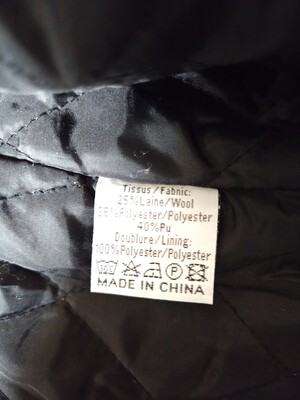 Tissus/Fabric:
25%Laine/Wool
35%Polyester/Polyester
40%Pu
Doublure/Lining:
100%Polyester/Polyester
MADE IN CHINA